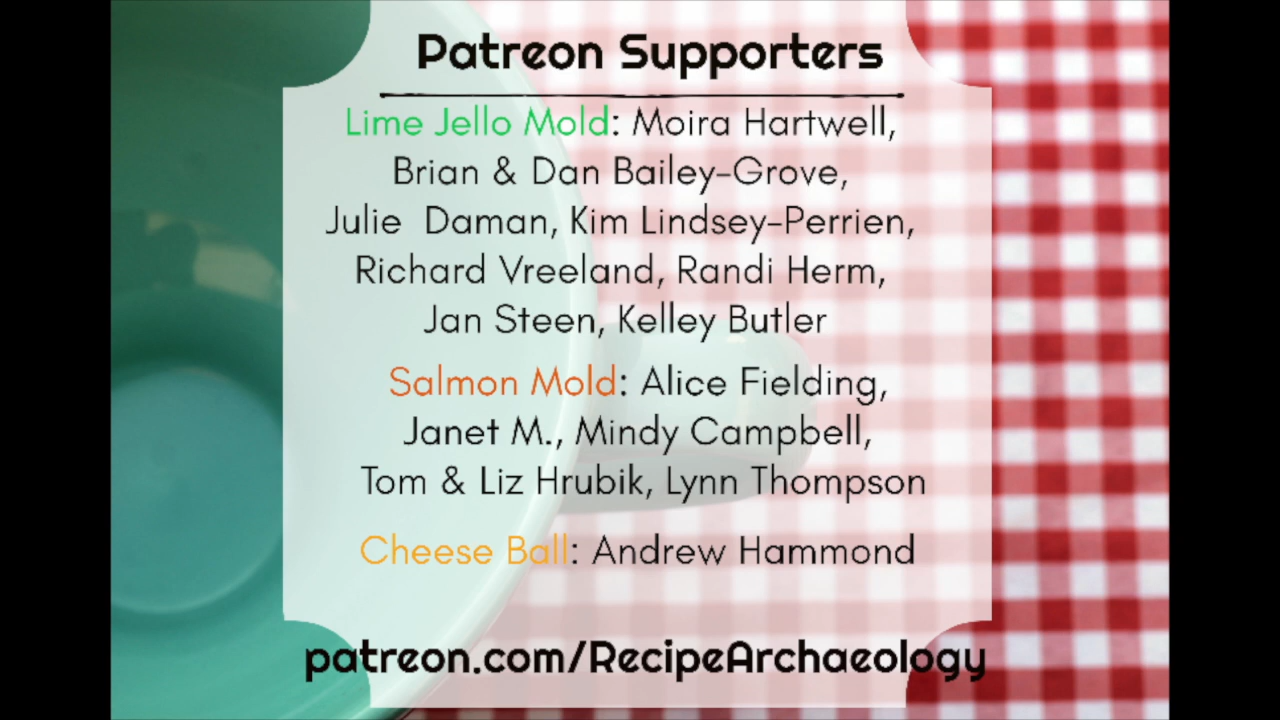 Patreon Supporters
Lime Jello Mold: Moira Hartwell,
Brian & Dan Bailey-Grove,
Julie Daman, Kim Lindsey-Perrien,
Richard Vreeland, Randi Herm,
Jan Steen, Kelley Butler
Salmon Mold: Alice Fielding,
Janet M., Mindy Campbell,
Tom & Liz Hrubik, Lynn Thompson
Cheese Ball: Andrew Hammond
patreon.com/RecipeArchaeology